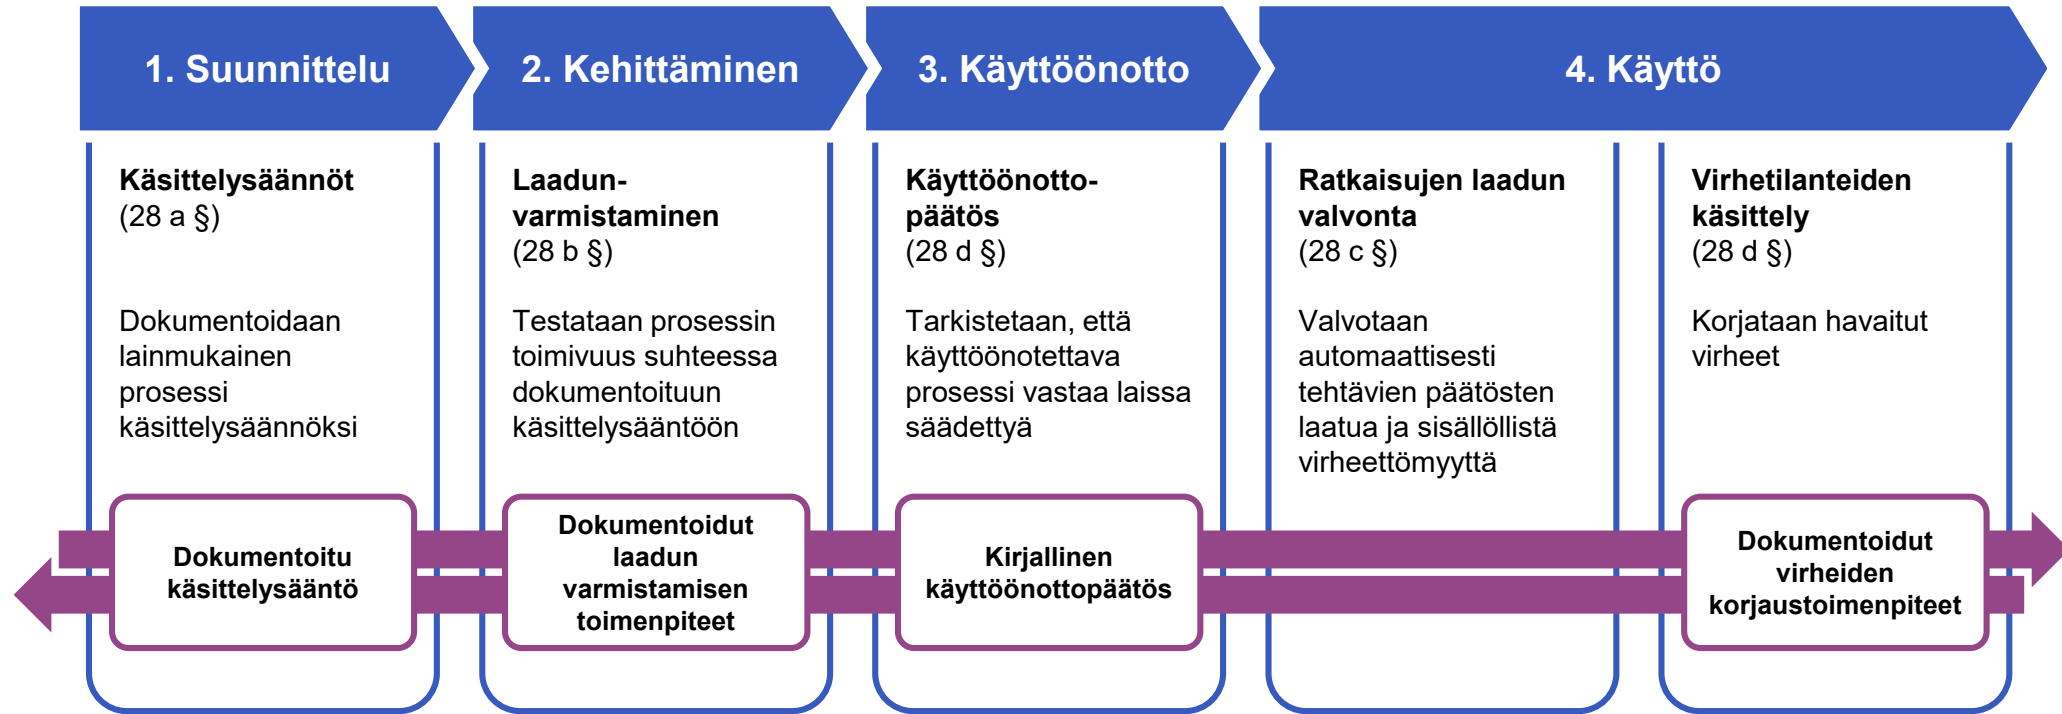 1. Suunnittelu
2. Kehittäminen
3. Käyttöönotto
4. Käyttö
Käsittelysäännöt
(28 a §)
Dokumentoidaan
lainmukainen
prosessi
käsittelysäännöksi
Dokumentoitu
käsittelysääntö
Laadun-
varmistaminen
(28 b §)
Testataan prosessin
toimivuus suhteessa
dokumentoituun
käsittelysääntöön
Dokumentoidut
laadun
varmistamisen
toimenpiteet
Käyttöönotto-
päätös
(28 d §)
Tarkistetaan, että
käyttöönotettava
prosessi vastaa laissa
säädettyä
Kirjallinen
käyttöönottopäätös
Ratkaisujen laadun
valvonta
(28 c §)
Valvotaan
automaattisesti
tehtävien päätösten
laatua ja sisällöllistä
virheettömyyttä
Virhetilanteiden
käsittely
(28 d §)
Korjataan havaitut
virheet
Dokumentoidut
virheiden
korjaustoimenpiteet